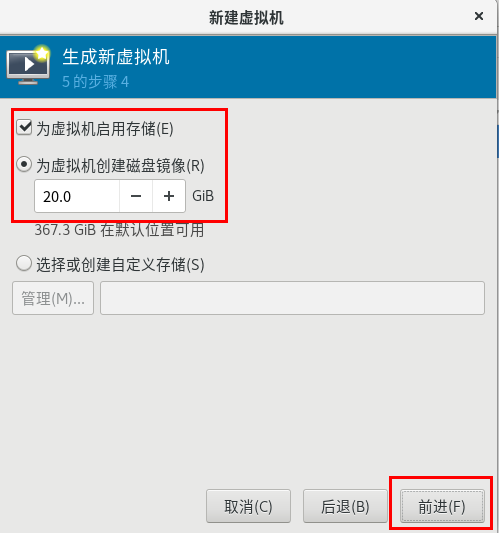 新建虚拟机
生成新虚拟机
5 的步骤 4
为虚拟机启用存储(E)
为虚拟机创建磁盘镜像(R)
20.0 − + GiB
367.3 GiB 在默认位置可用
选择或创建自定义存储(S)
管理(M)...
取消(C) 后退(B) 前进(F)